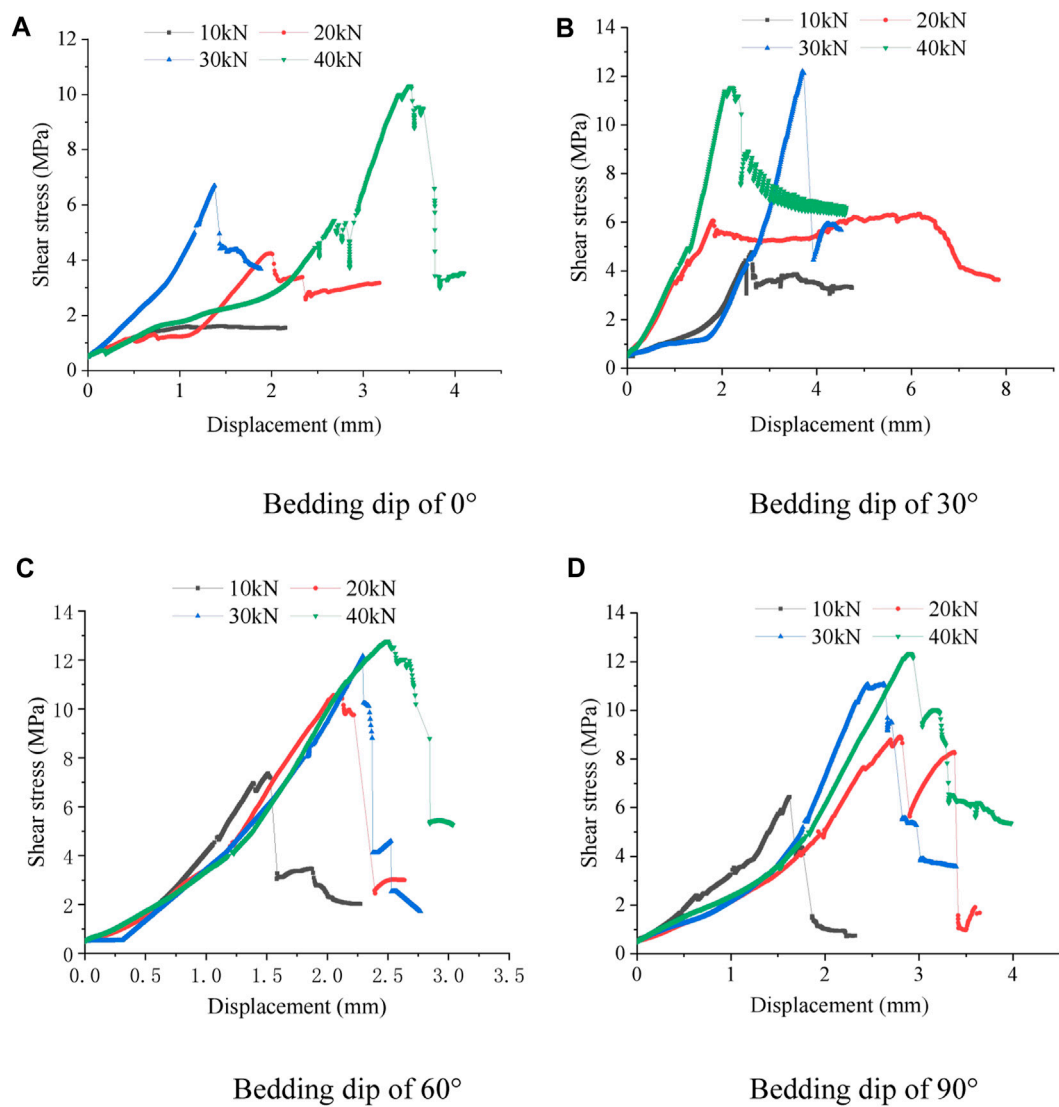 A
10kN 20kN
30kN 40kN
12
10
8
6
4
2
0
Shear stress (MPa)
0 1 2 3 4
Displacement (mm)
Bedding dip of 0°
B
10kN 20kN
30kN 40kN
14
12
10
8
6
4
2
0
Shear stress (MPa)
0 2 4 6 8
Displacement (mm)
Bedding dip of 30°
C
10kN 20kN
30kN 40kN
14
12
10
8
6
4
2
0
Shear stress (MPa)
0.0 0.5 1.0 1.5 2.0 2.5 3.0 3.5
Displacement (mm)
Bedding dip of 60°
D
10kN 20kN
30kN 40kN
14
12
10
8
6
4
2
0
Shear stress (MPa)
0 1 2 3 4
Displacement (mm)
Bedding dip of 90°